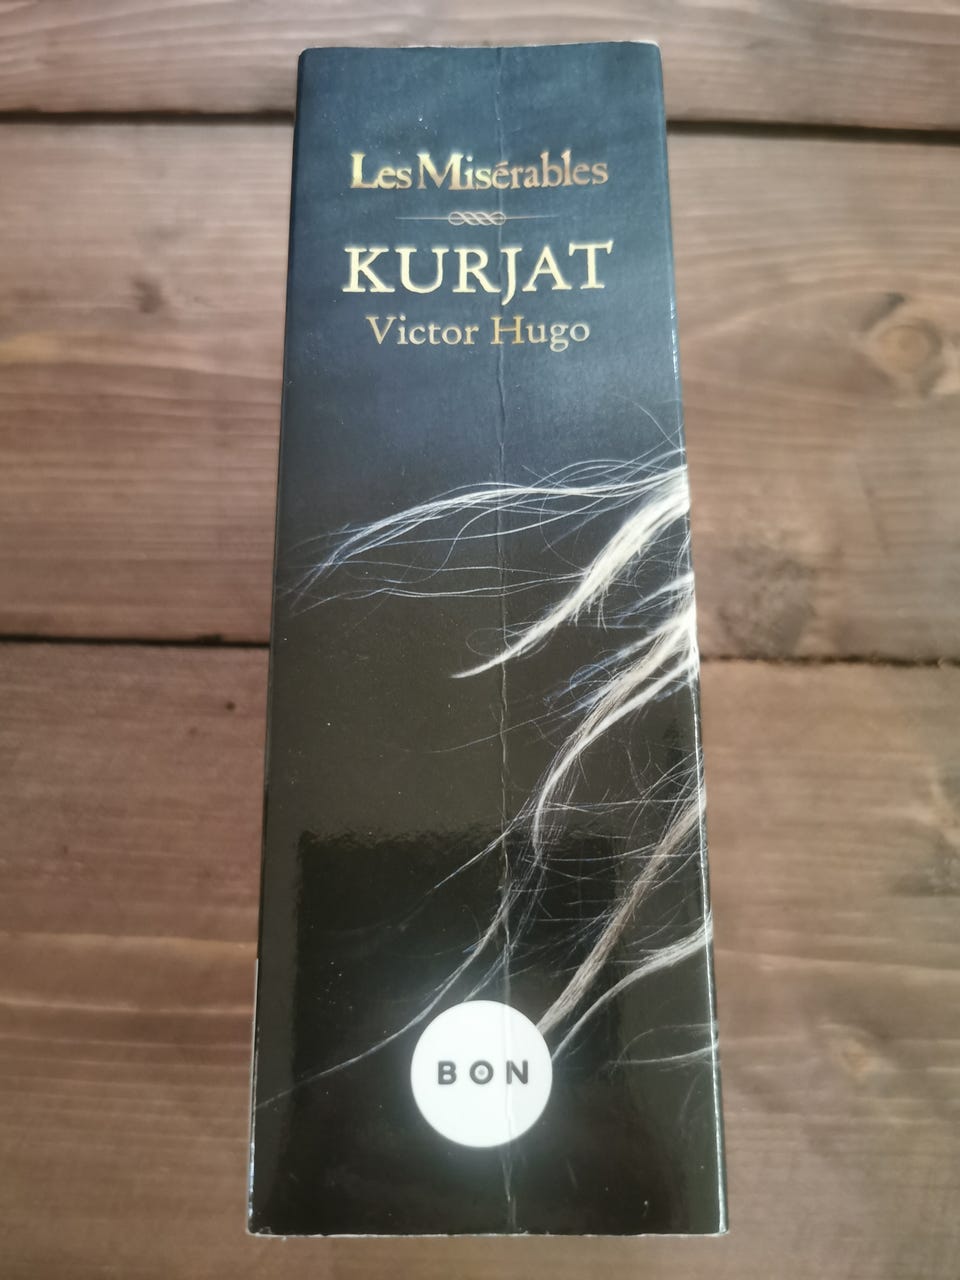 Les Misérables
KURJAT
Victor Hugo
BON